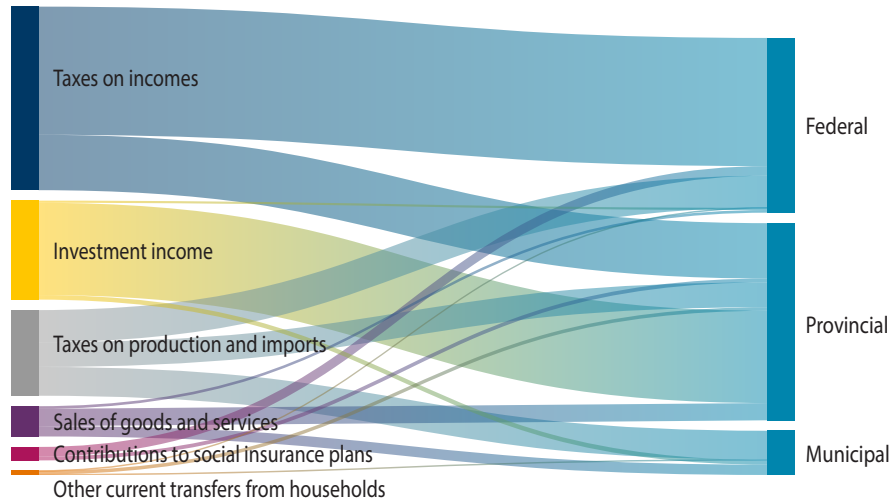 Taxes on incomes
Investment income
Taxes on production and imports
Sales of goods and services
Contributions to social insurance plans
Other current transfers from households
Federal
Provincial
Municipal